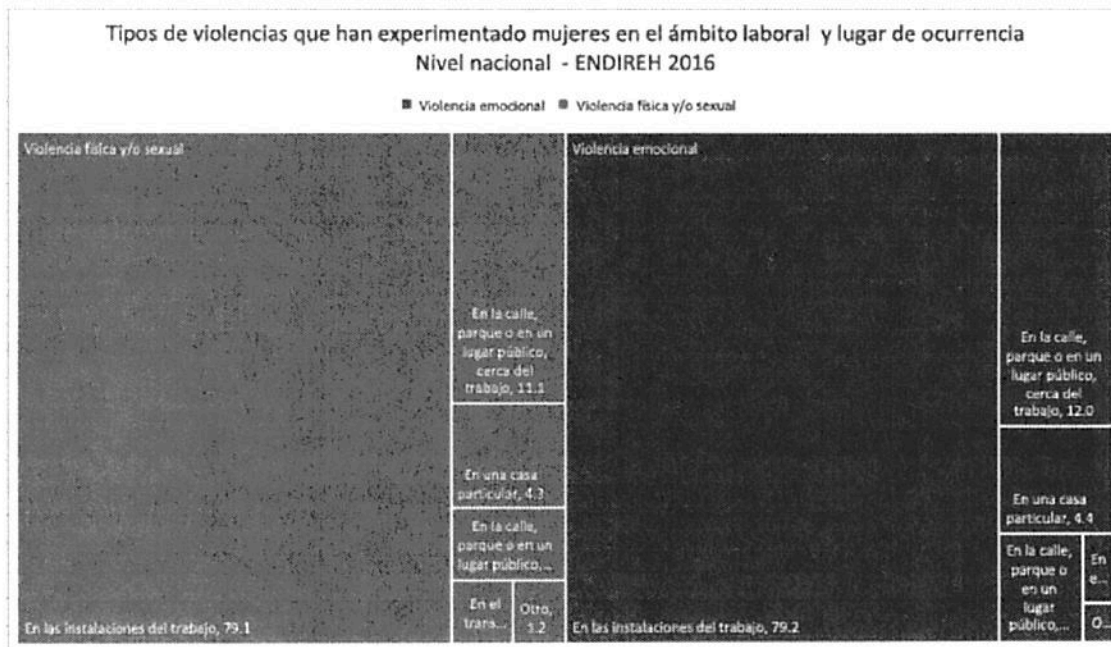 Tipos de violencias que han experimentado mujeres en el ámbito laboral y lugar de ocurrencia
Nivel nacional - ENDIREH 2016
Violencia emocional Violencia física y/o sexual
Violencia física y/o sexual
En la calle,
parque o en un
lugar público,
cerca del
trabajo, 11.1
En una casa
particular, 4.3
En la calle,
parque o en un
lugar público,...
En el
trans...
Otro,
1.2
En las instalaciones del trabajo, 79.1
Violencia emocional
En la calle,
parque o en un
lugar público,
cerca del
trabajo, 12.0
En una casa
particular, 4.4
En la calle,
parque o
en un
lugar
público,...
En
e...
O...
En las instalaciones del trabajo, 79.2